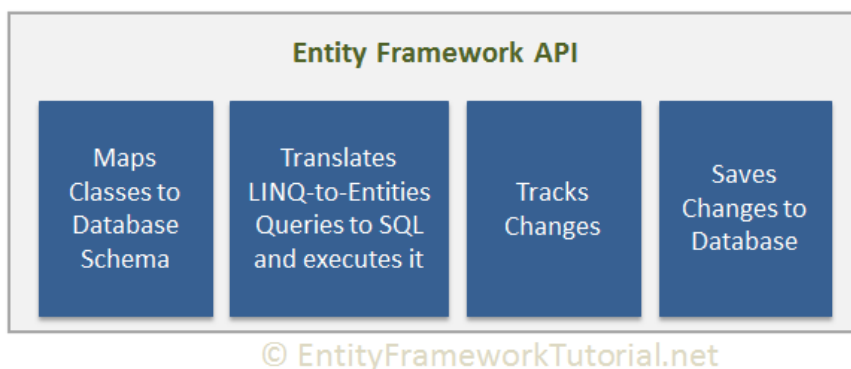 Entity Framework API
Maps
Classes to
Database
Schema
Translates
LINQ-to-Entities
Queries to SQL
and executes it
Tracks
Changes
Saves
Changes to
Database
© EntityFrameworkTutorial.net